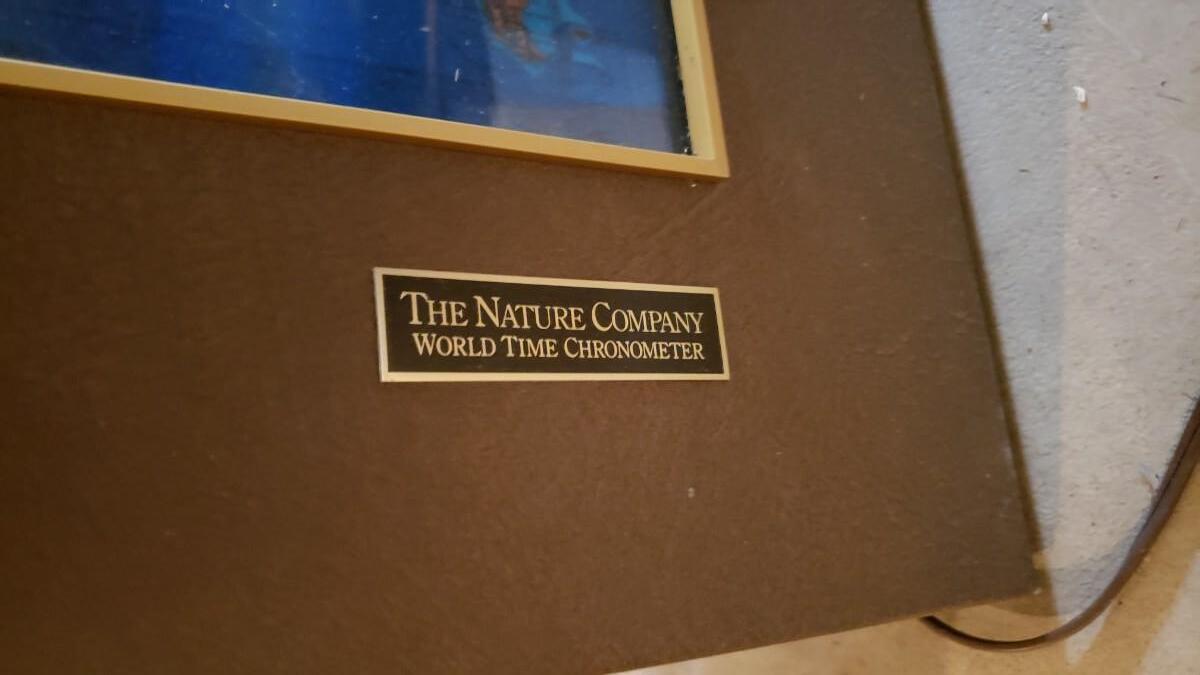 THE NATURE COMPANY
WORLD TIME CHRONOMETER